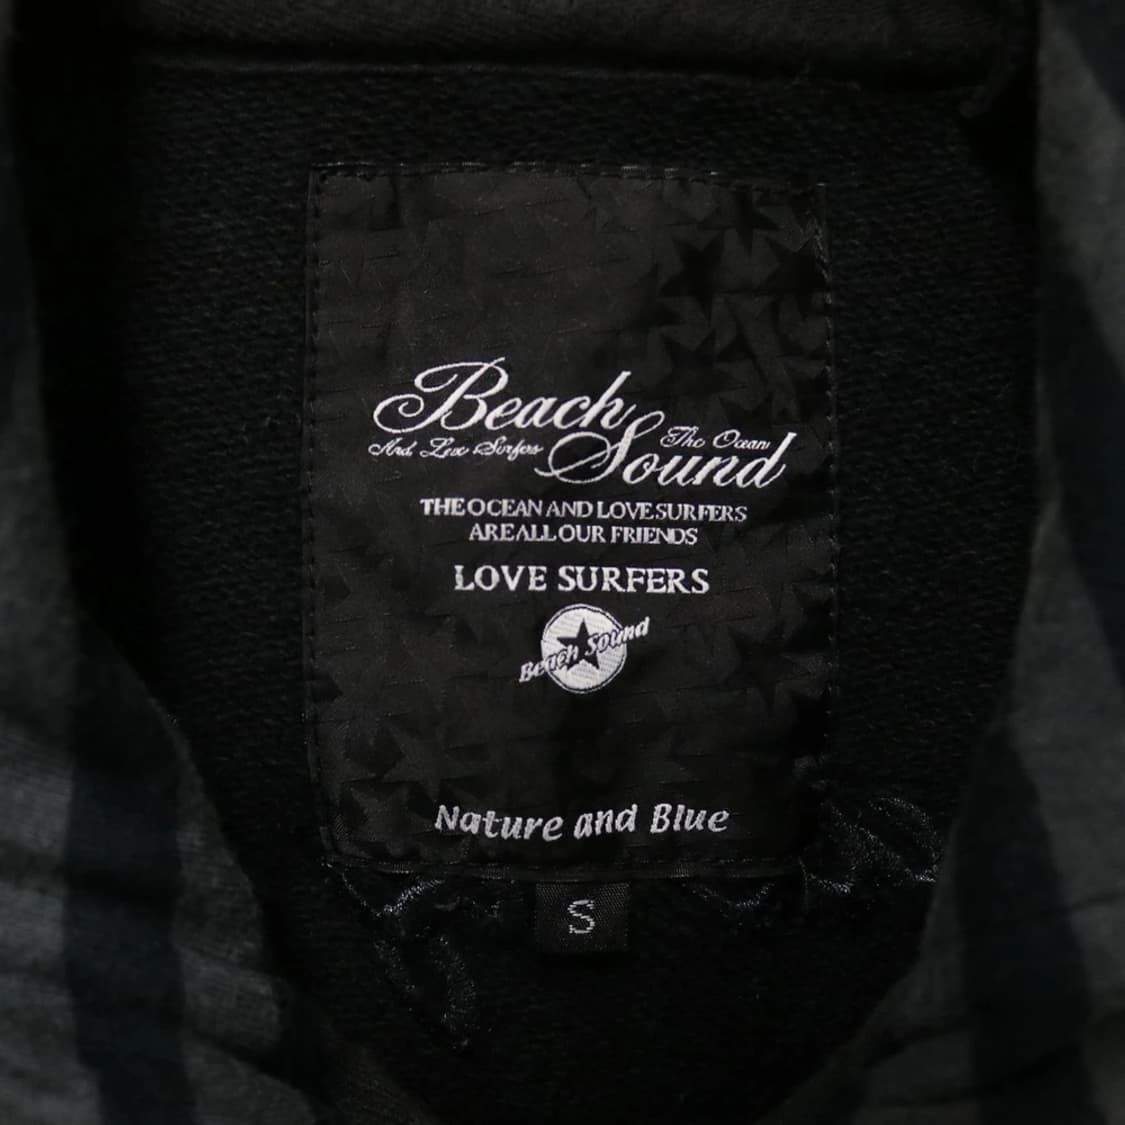 Beach
Sound
And Love Surfers
The Ocean
THE OCEAN AND LOVE SURFERS
ARE ALL OUR FRIENDS
LOVE SURFERS
Beach Sound
Nature and Blue
S